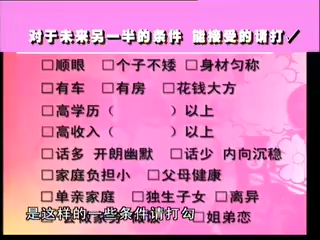 对于未来另一半的条件 能接受的请打✓
□顺眼 □个子不矮 □身材匀称
□有车 □有房 □花钱大方
□高学历（ ）以上
□高收入（ ）以上
□话多 开朗幽默 □话少 内向沉稳
□家庭负担小 □父母健康
□单亲家庭 □独生子女 □离异
□姐弟恋
是这样的一些条件请打勾